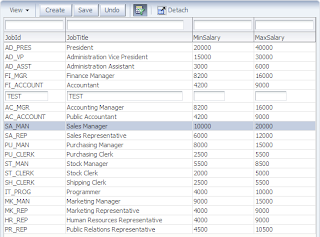 View Create Save Undo Detach
JobId JobTitle MinSalary MaxSalary
AD_PRES President 20000 40000
AD_VP Administration Vice President 15000 30000
AD_ASST Administration Assistant 3000 6000
FI_MGR Finance Manager 8200 16000
FI_ACCOUNT Accountant 4200 9000
TEST TEST
AC_MGR Accounting Manager 8200 16000
AC_ACCOUNT Public Accountant 4200 9000
SA_MAN Sales Manager 10000 20000
SA_REP Sales Representative 6000 12000
PU_MAN Purchasing Manager 8000 15000
PU_CLERK Purchasing Clerk 2500 5500
ST_MAN Stock Manager 5500 8500
ST_CLERK Stock Clerk 2000 5000
SH_CLERK Shipping Clerk 2500 5500
IT_PROG Programmer 4000 10000
MK_MAN Marketing Manager 9000 15000
MK_REP Marketing Representative 4000 9000
HR_REP Human Resources Representative 4000 9000
PR_REP Public Relations Representative 4500 10500